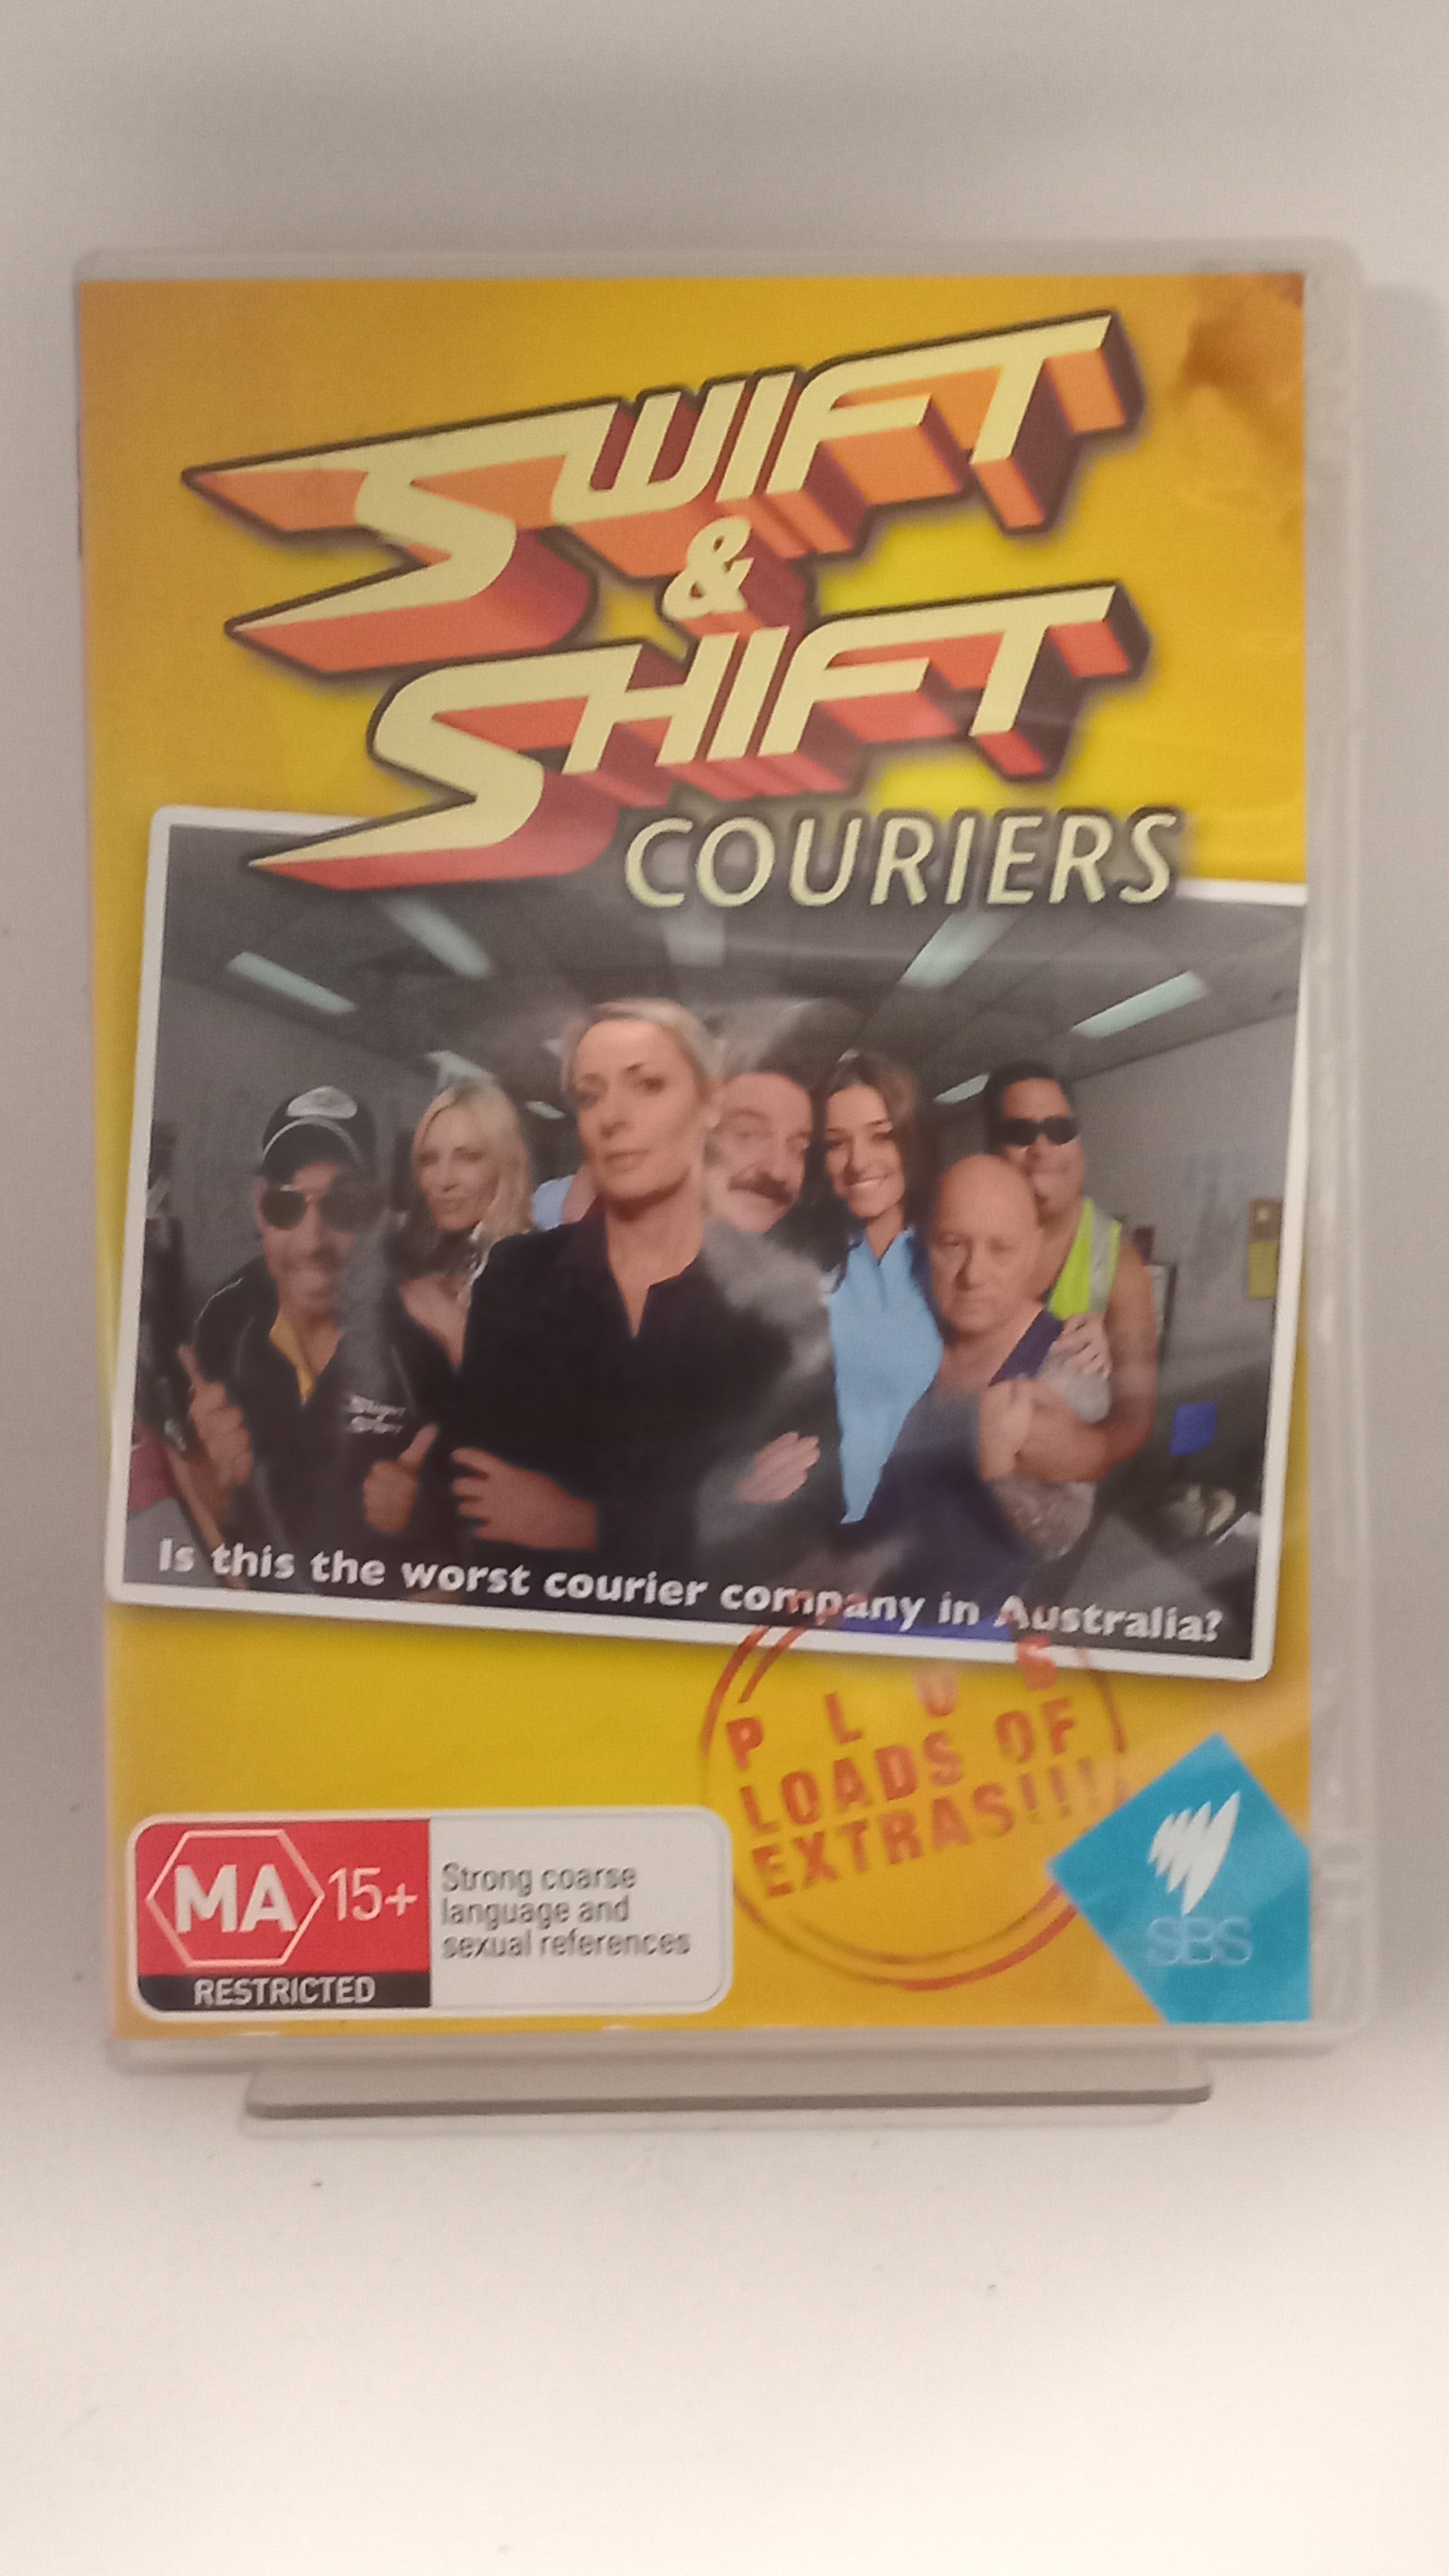 SWIFT
&
SHIFT
COURIERS
Is this the worst courier company in Australia?
PLUS
LOADS OF
EXTRAS!!!
MA 15+
RESTRICTED
Strong coarse
language and
sexual references
SBS